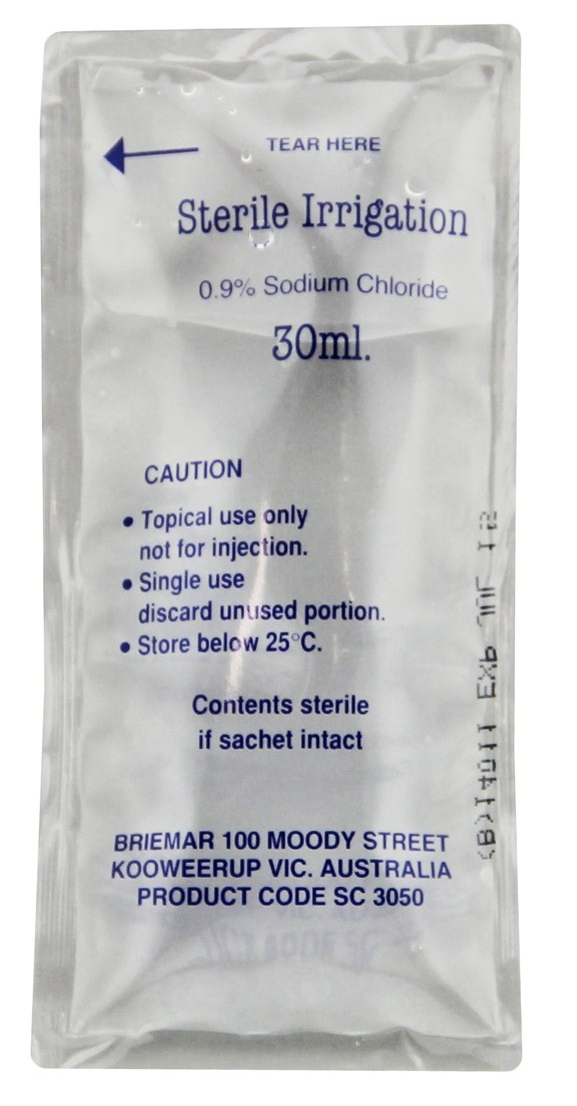 TEAR HERE
Sterile Irrigation
0.9% Sodium Chloride
30ml.
CAUTION
• Topical use only
not for injection.
• Single use
discard unused portion.
• Store below 25°C.
Contents sterile
if sachet intact
BRIEMAR 100 MOODY STREET
KOOWEERUP VIC. AUSTRALIA
PRODUCT CODE SC 3050
EXP JUL